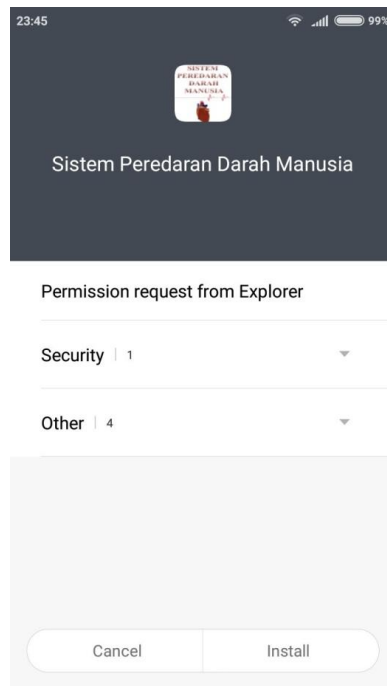 23:45 99%
SISTEM
PEREDARAN
DARAH
MANUSIA
Sistem Peredaran Darah Manusia
Permission request from Explorer
Security | 1
Other | 4
Cancel Install